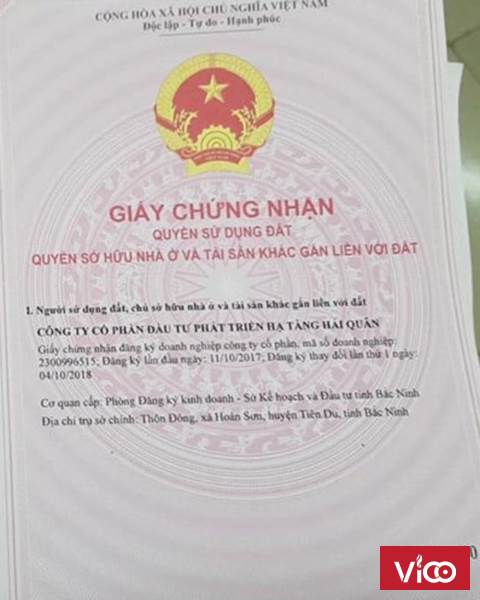 CỘNG HÒA XÃ HỘI CHỦ NGHĨA VIỆT NAM
Độc lập - Tự do - Hạnh phúc
GIẤY CHỨNG NHẬN
QUYỀN SỬ DỤNG ĐẤT
QUYỀN SỞ HỮU NHÀ Ở VÀ TÀI SẢN KHÁC GẮN LIỀN VỚI ĐẤT
I. Người sử dụng đất, chủ sở hữu nhà ở và tài sản khác gắn liền với đất
CÔNG TY CỔ PHẦN ĐẦU TƯ PHÁT TRIỂN HẠ TẦNG HẢI QUÂN
Giấy chứng nhận đăng ký doanh nghiệp công ty cổ phần, mã số doanh nghiệp:
2300996515; Đăng ký lần đầu ngày: 11/10/2017; Đăng ký thay đổi lần thứ 1 ngày:
04/10/2018
Cơ quan cấp: Phòng Đăng ký kinh doanh - Sở Kế hoạch và Đầu tư tỉnh Bắc Ninh
Địa chỉ trụ sở chính: Thôn Đông, xã Hoàn Sơn, huyện Tiên Du, tỉnh Bắc Ninh
0
Vico